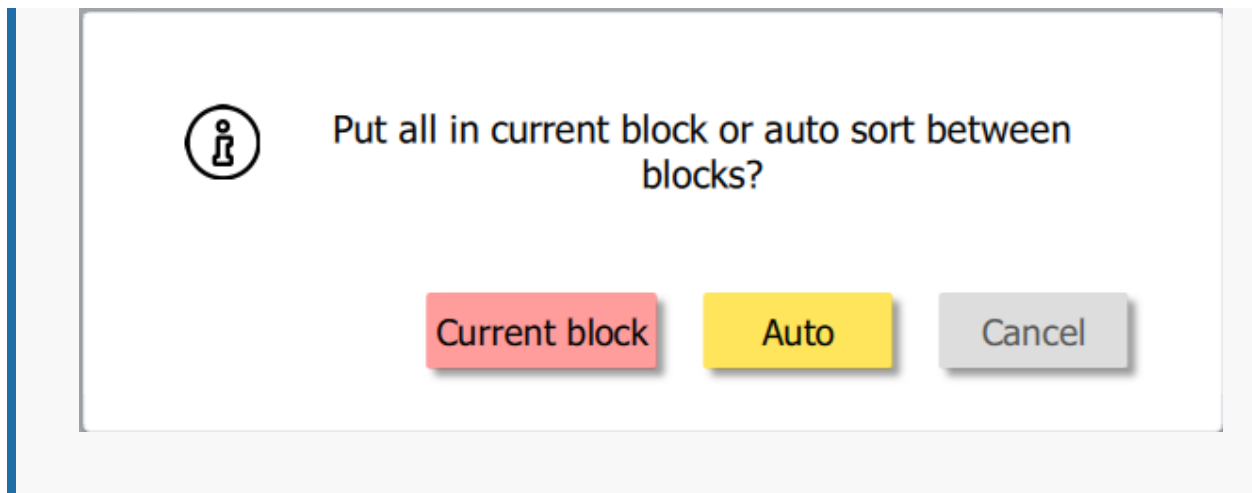 Put all in current block or auto sort between
blocks?
Current block
Auto
Cancel